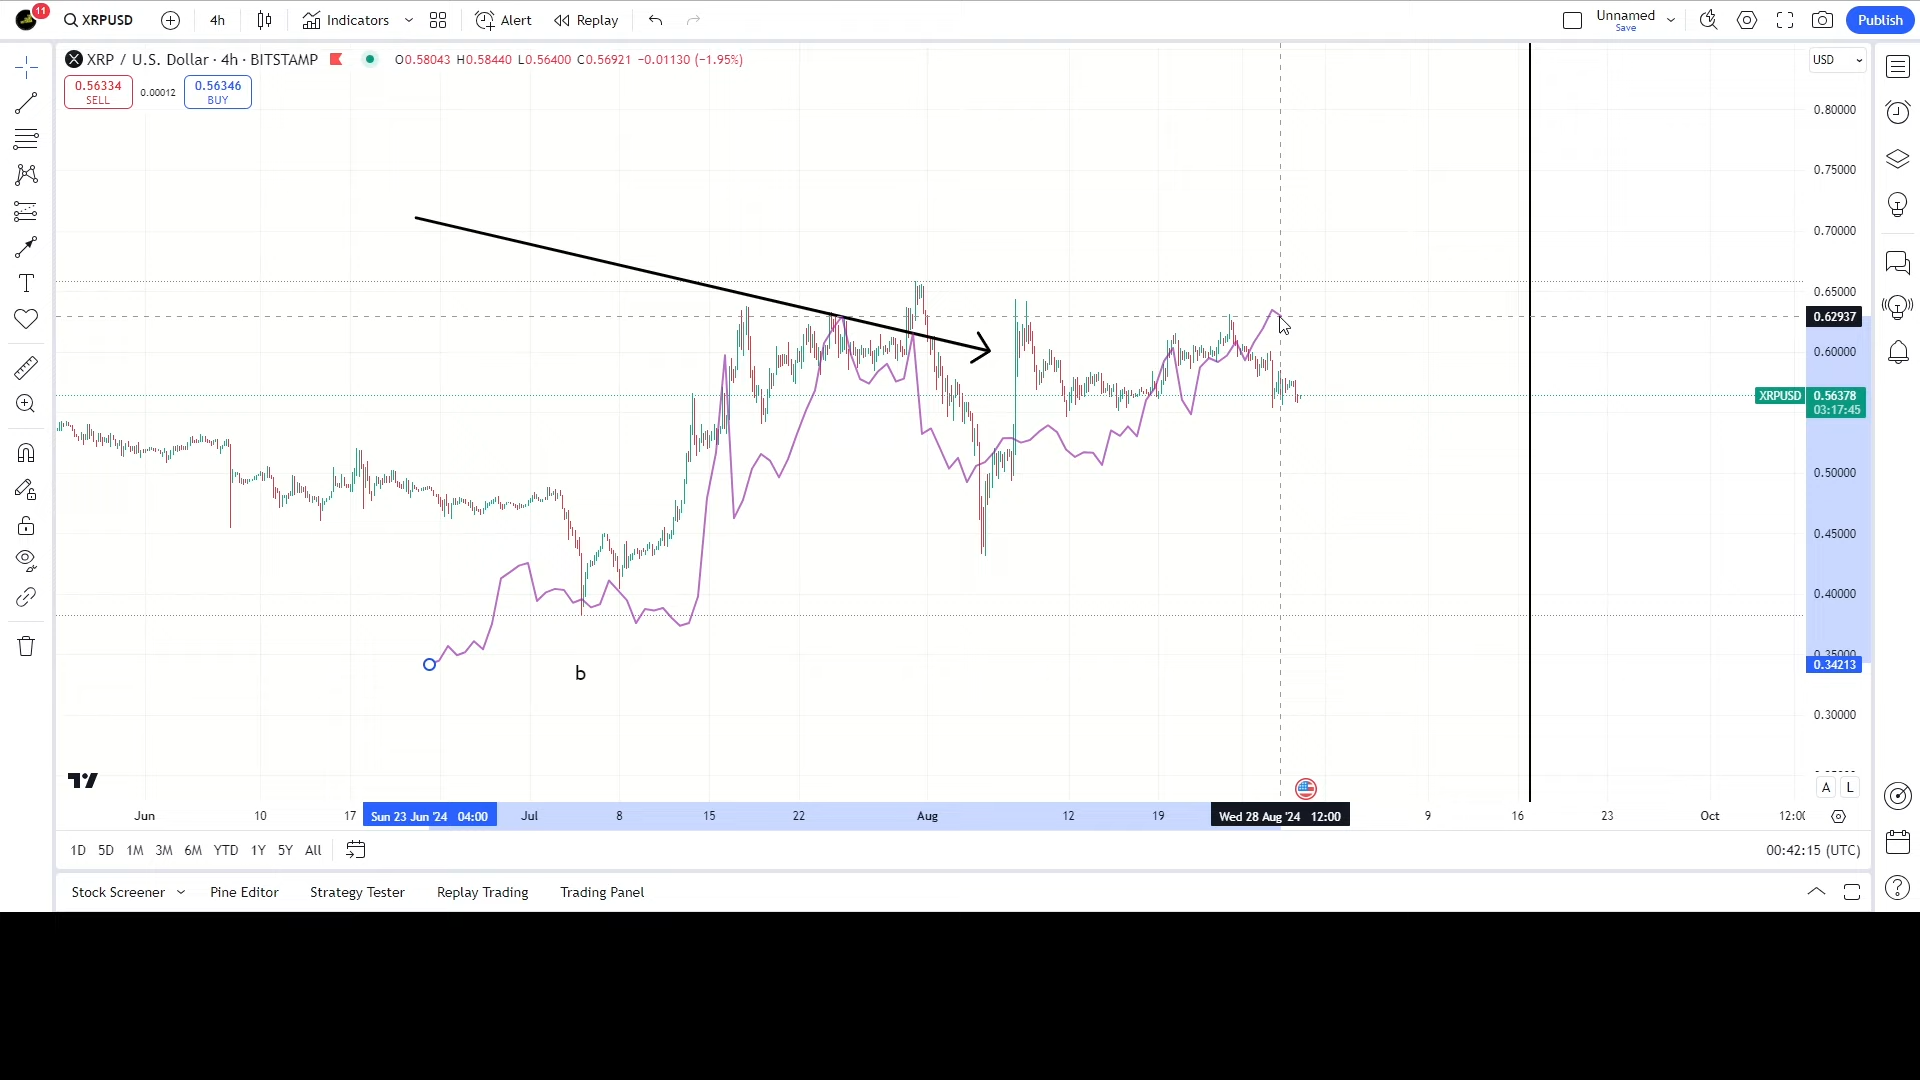 11
XRPUSD
4h
Indicators
Alert
Replay
Unnamed
Save
Publish
XRP / U.S. Dollar · 4h · BITSTAMP
O0.58043 H0.58440 L0.56400 C0.56921 −0.01130 (−1.95%)
USD
0.56334
SELL
0.00012
0.56346
BUY
0.80000
0.75000
0.70000
0.65000
0.62937
0.60000
XRPUSD
0.56378
03:17:45
0.50000
0.45000
0.40000
0.34213
0.30000
b
A
L
Jun
10
17
Sun 23 Jun '24 04:00
Jul
8
15
22
Aug
12
19
Wed 28 Aug '24 12:00
9
16
23
Oct
12:00
1D
5D
1M
3M
6M
YTD
1Y
5Y
All
00:42:15 (UTC)
Stock Screener
Pine Editor
Strategy Tester
Replay Trading
Trading Panel